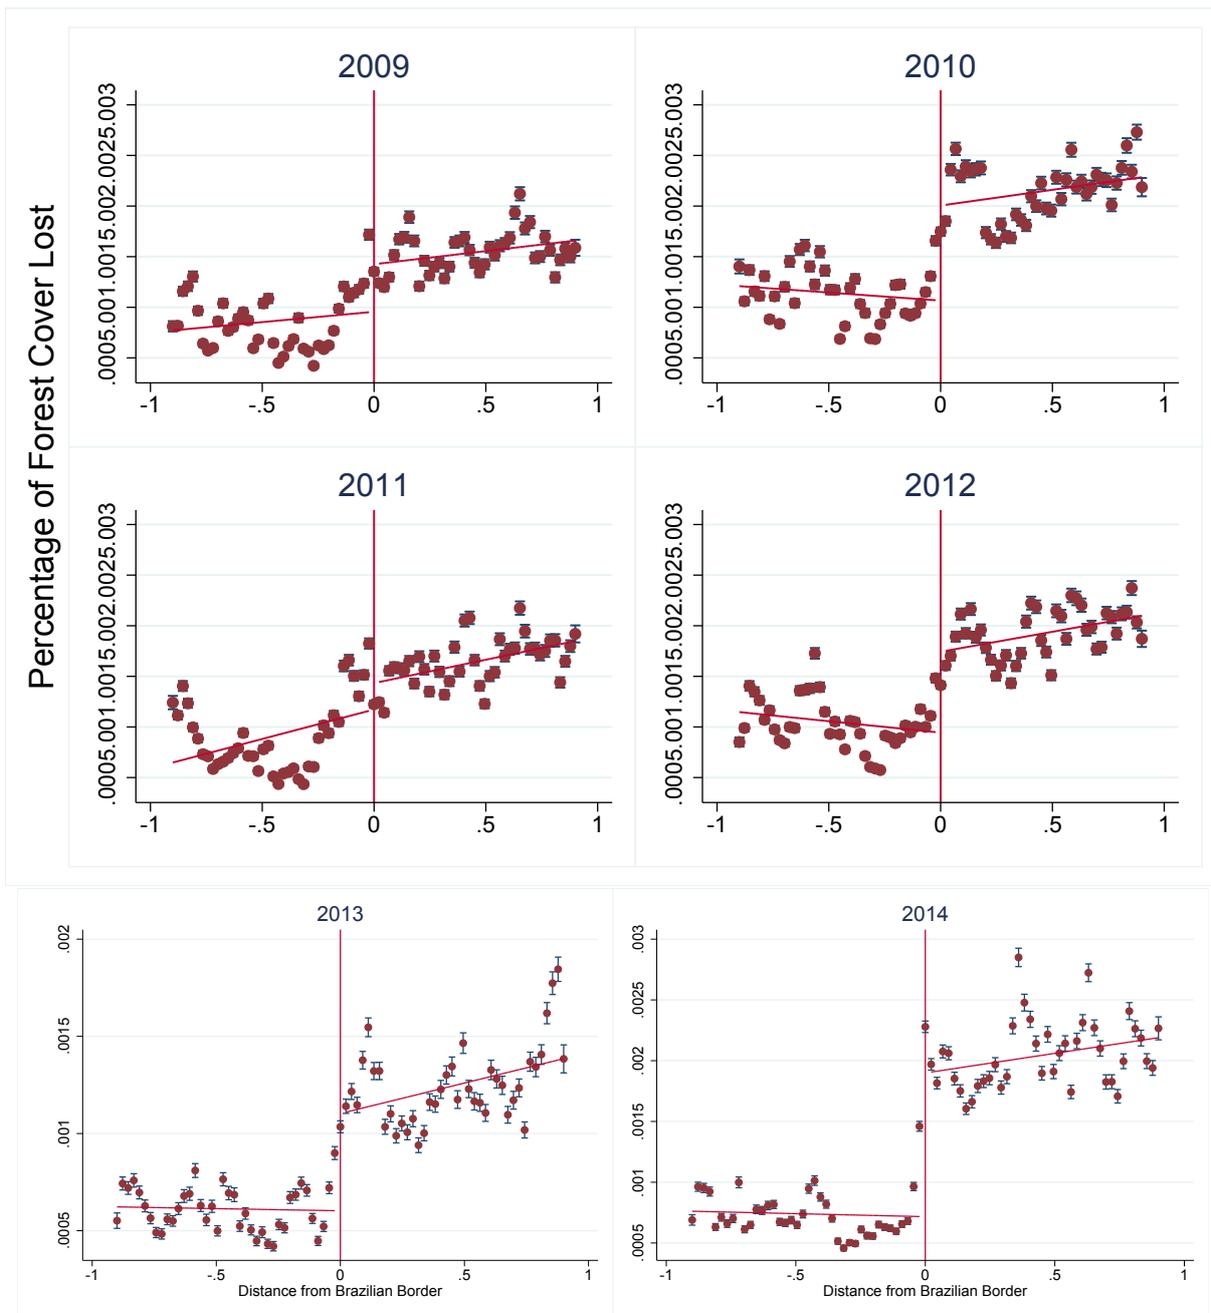 Percentage of Forest Cover Lost
2009
.0005.001.0015.002.0025.003
-1 -.5 0 .5 1
2010
.0005.001.0015.002.0025.003
-1 -.5 0 .5 1
2011
.0005.001.0015.002.0025.003
-1 -.5 0 .5 1
2012
.0005.001.0015.002.0025.003
-1 -.5 0 .5 1
2013
.0005 .001 .0015 .002
-1 -.5 0 .5 1
Distance from Brazilian Border
2014
.0005 .001 .0015 .002 .0025 .003
-1 -.5 0 .5 1
Distance from Brazilian Border